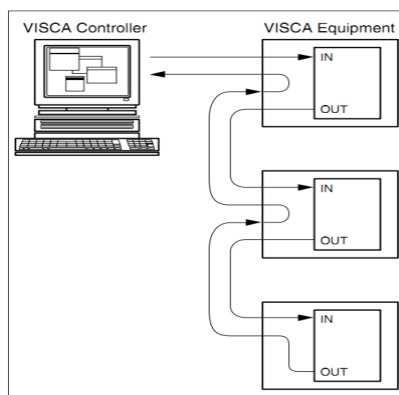 VISCA Controller
VISCA Equipment
IN
OUT
IN
OUT
IN
OUT